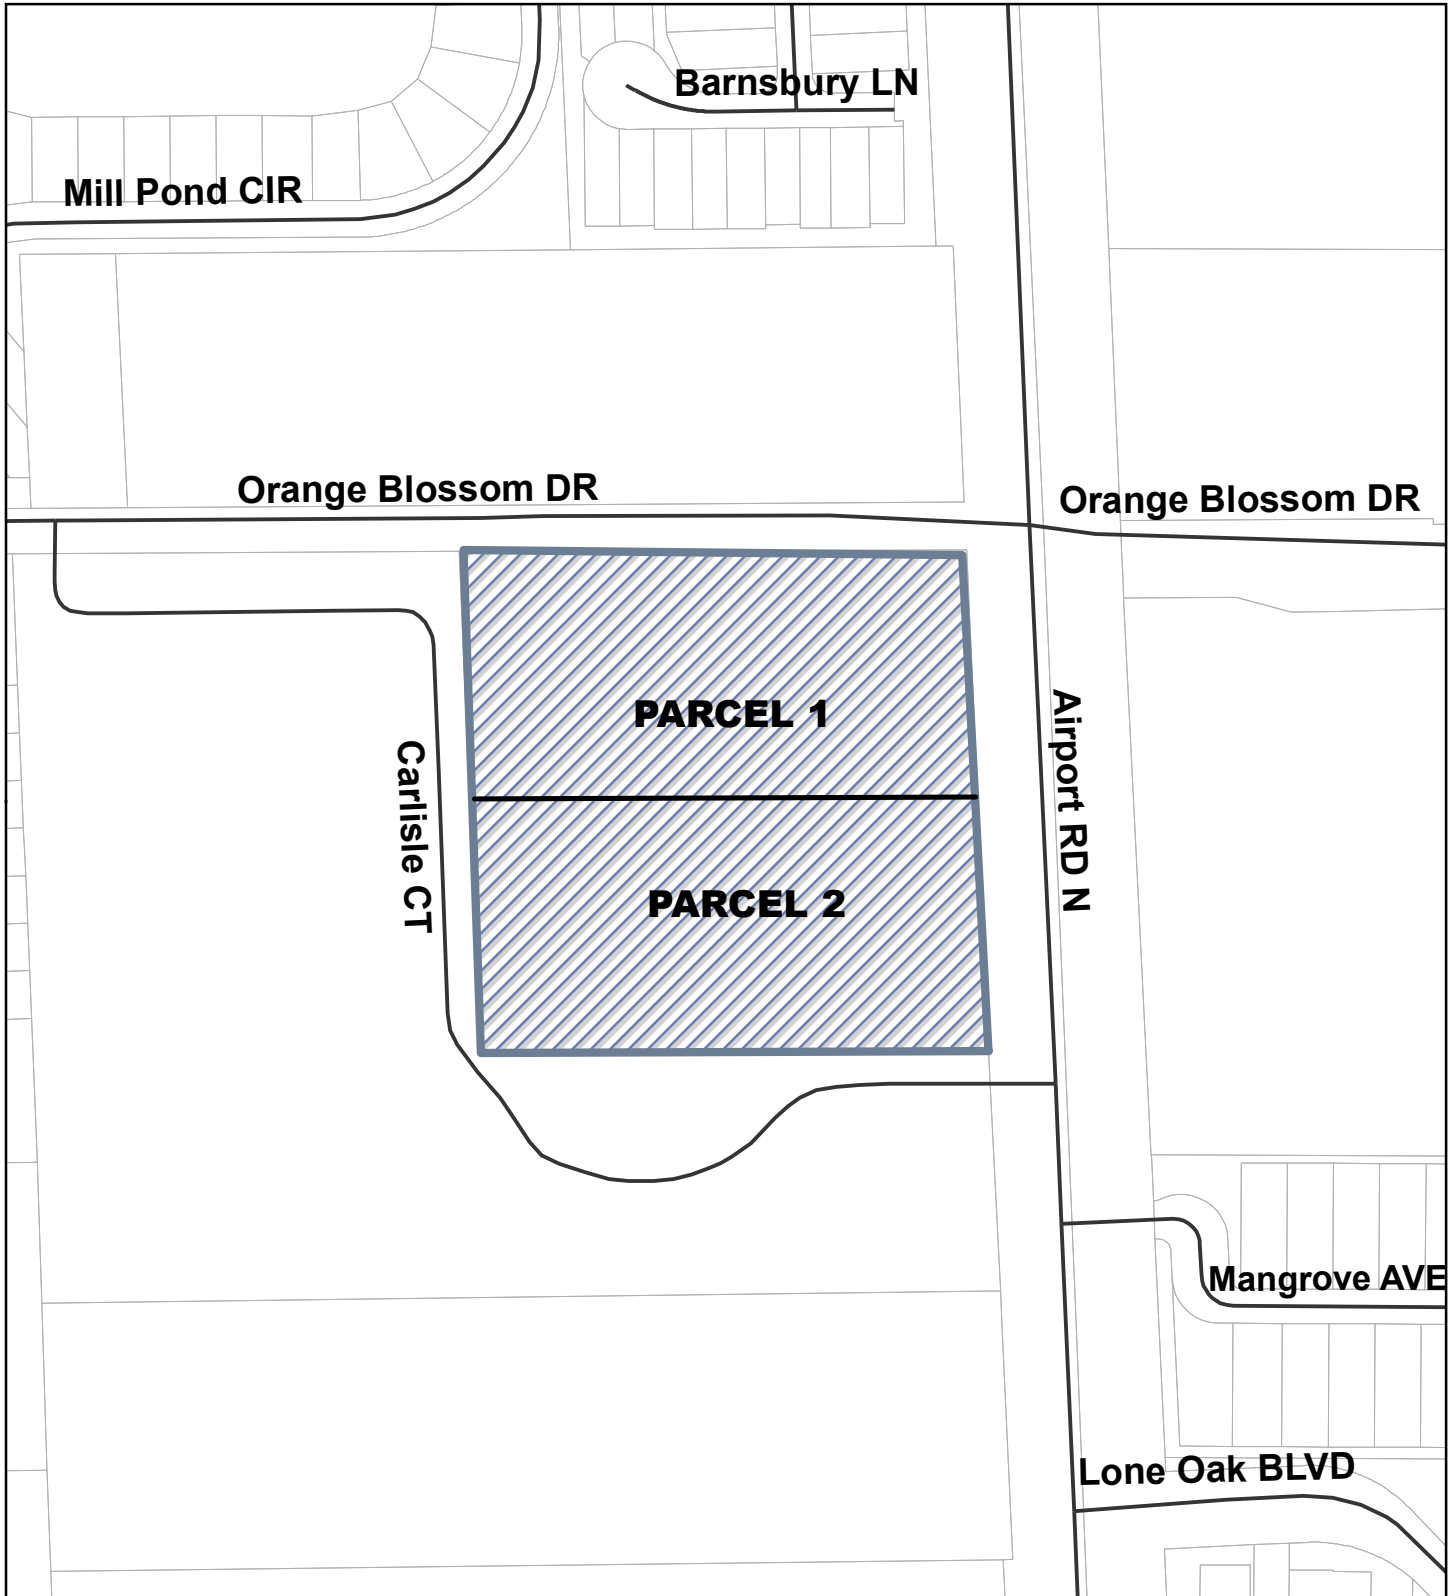 Barnsbury LN
Mill Pond CIR
Orange Blossom DR
Orange Blossom DR
PARCEL 1
Airport RD N
Carlisle CT
PARCEL 2
Mangrove AVE
Lone Oak BLVD